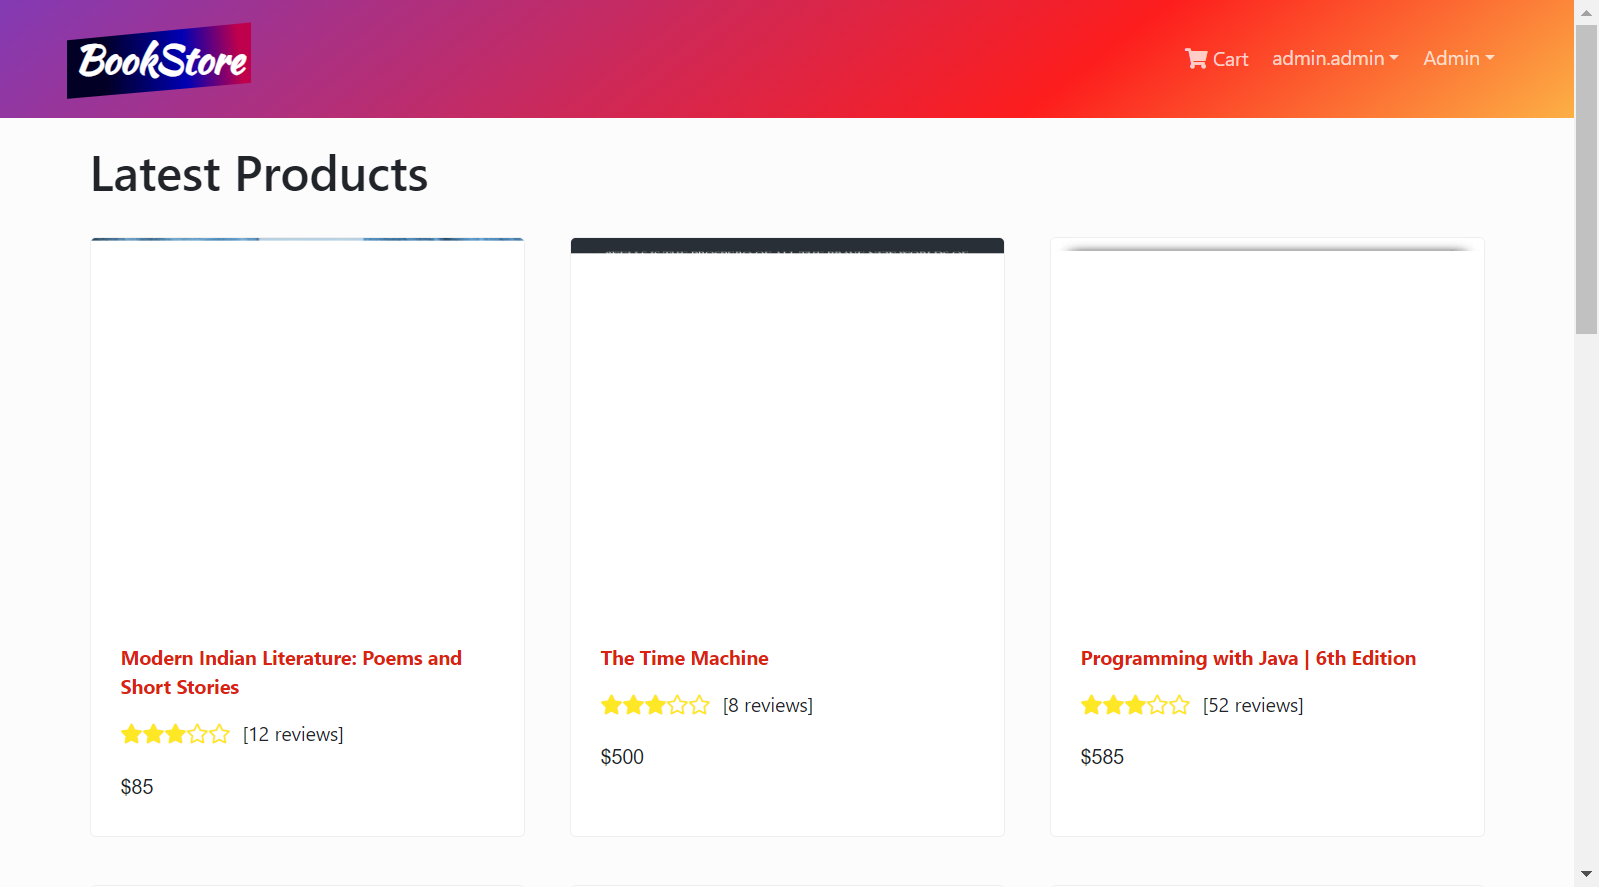 BookStore
Cart
admin.admin
Admin
Latest Products
Modern Indian Literature: Poems and
Short Stories
[12 reviews]
$85
The Time Machine
[8 reviews]
$500
Programming with Java | 6th Edition
[52 reviews]
$585